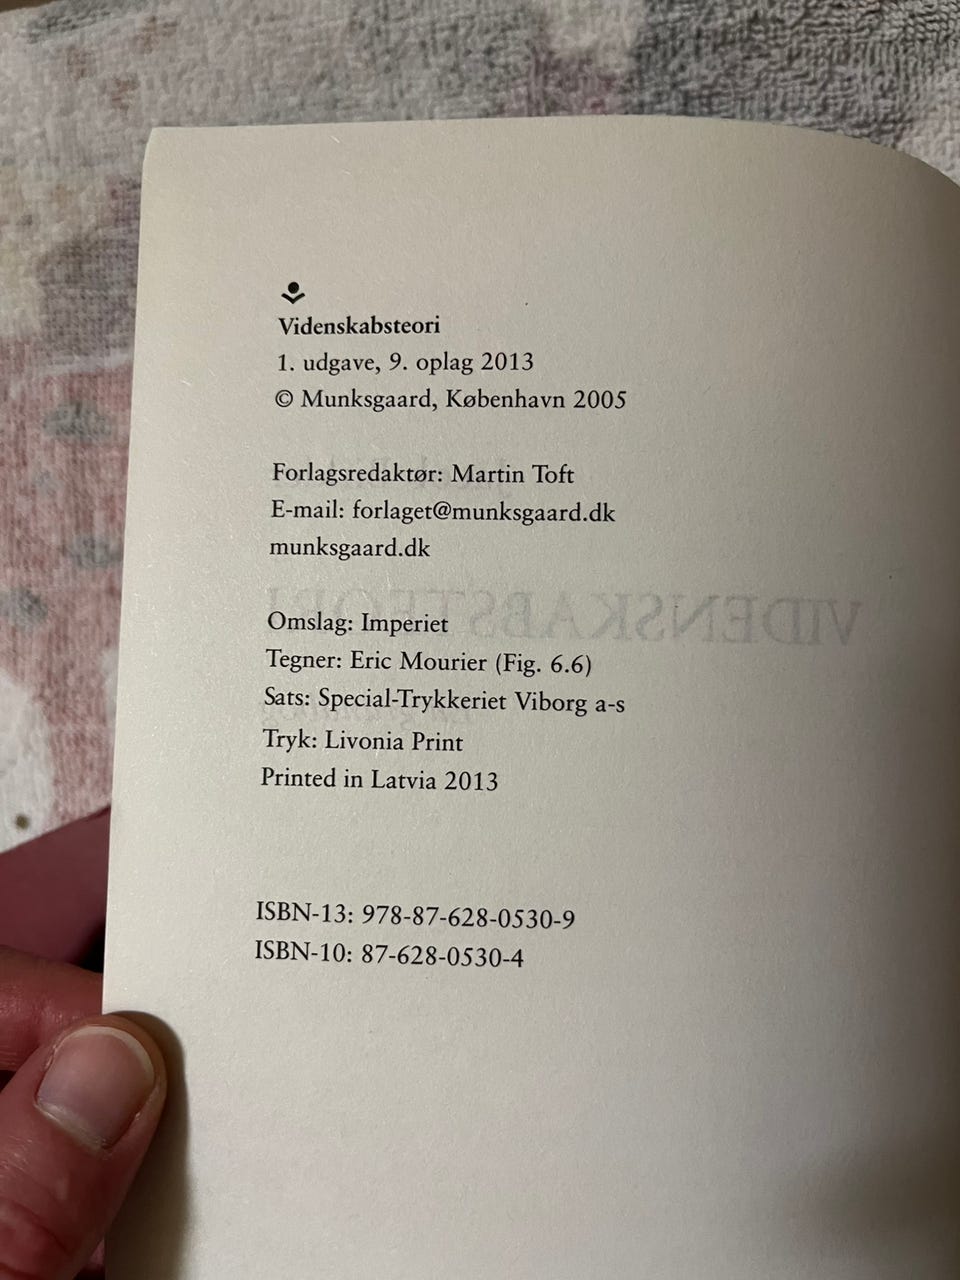 Videnskabsteori
1. udgave, 9. oplag 2013
© Munksgaard, København 2005
Forlagsredaktør: Martin Toft
E-mail: forlaget@munksgaard.dk
munksgaard.dk
VIDENSKABSTEORI
Omslag: Imperiet
Tegner: Eric Mourier (Fig. 6.6)
Sats: Special-Trykkeriet Viborg a-s
Tryk: Livonia Print
Printed in Latvia 2013
ISBN-13: 978-87-628-0530-9
ISBN-10: 87-628-0530-4